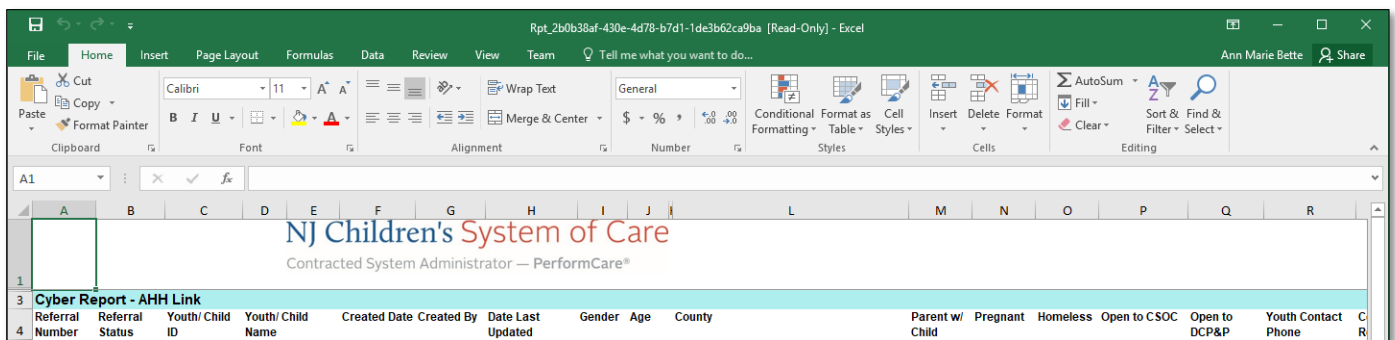 Rpt_2b0b38af-430e-4d78-b7d1-1de3b62ca9ba [Read-Only] - Excel
File Home Insert Page Layout Formulas Data Review View Team Tell me what you want to do... Ann Marie Bette Share
Cut
Copy
Format Painter
Paste
Clipboard
Calibri 11 A A
B I U A
Font
Wrap Text
Merge & Center
Alignment
General
$ % , .0 .00 .00 .0
Number
Conditional Formatting
Format as Table
Cell Styles
Styles
Insert Delete Format
Cells
AutoSum
Fill
Clear
Sort & Filter
Find & Select
Editing
A1 fx
A B C D E F G H I J L M N O P Q R
NJ Children's System of Care
Contracted System Administrator — PerformCare®
1
3 Cyber Report - AHH Link
Referral Referral Youth/ Child Youth/ Child Created Date Created By Date Last Gender Age County Parent w/ Pregnant Homeless Open to CSOC Open to Youth Contact
4 Number Status ID Name Updated Child DCP&P Phone